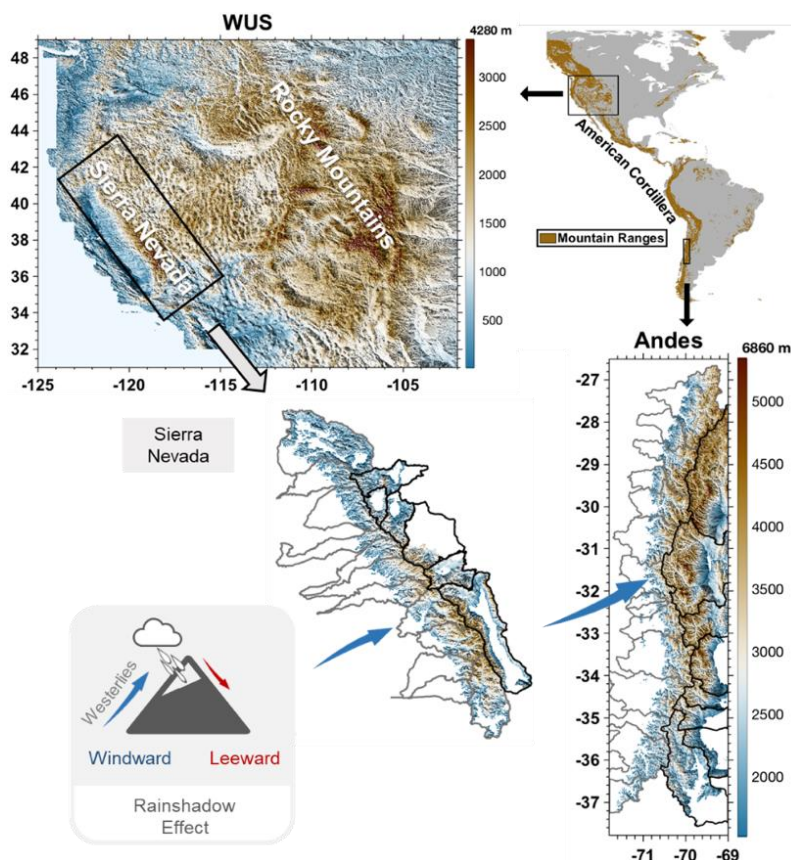 WUS
4280 m
48
46
44
42
40
38
36
34
32
-125
-120
-115
-110
-105
3000
2500
2000
1500
1000
500
Rocky Mountains
Sierra Nevada
American Cordillera
Mountain Ranges
Andes
6860 m
-27
-28
-29
-30
-31
-32
-33
-34
-35
-36
-37
-71
-70
-69
5000
4500
4000
3500
3000
2500
2000
Sierra
Nevada
Westerlies
Windward
Leeward
Rainshadow
Effect